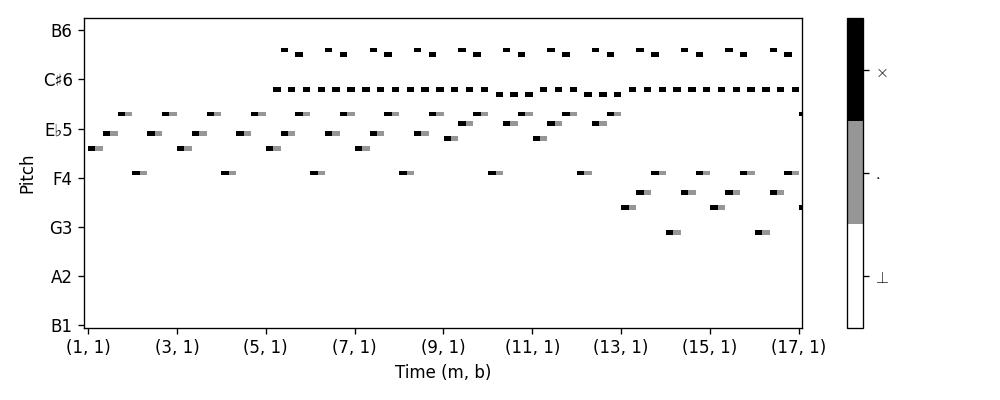 B6
C♯6
E♭5
F4
G3
A2
B1
Pitch
(1, 1) (3, 1) (5, 1) (7, 1) (9, 1) (11, 1) (13, 1) (15, 1) (17, 1)
Time (m, b)
×
·
⊥